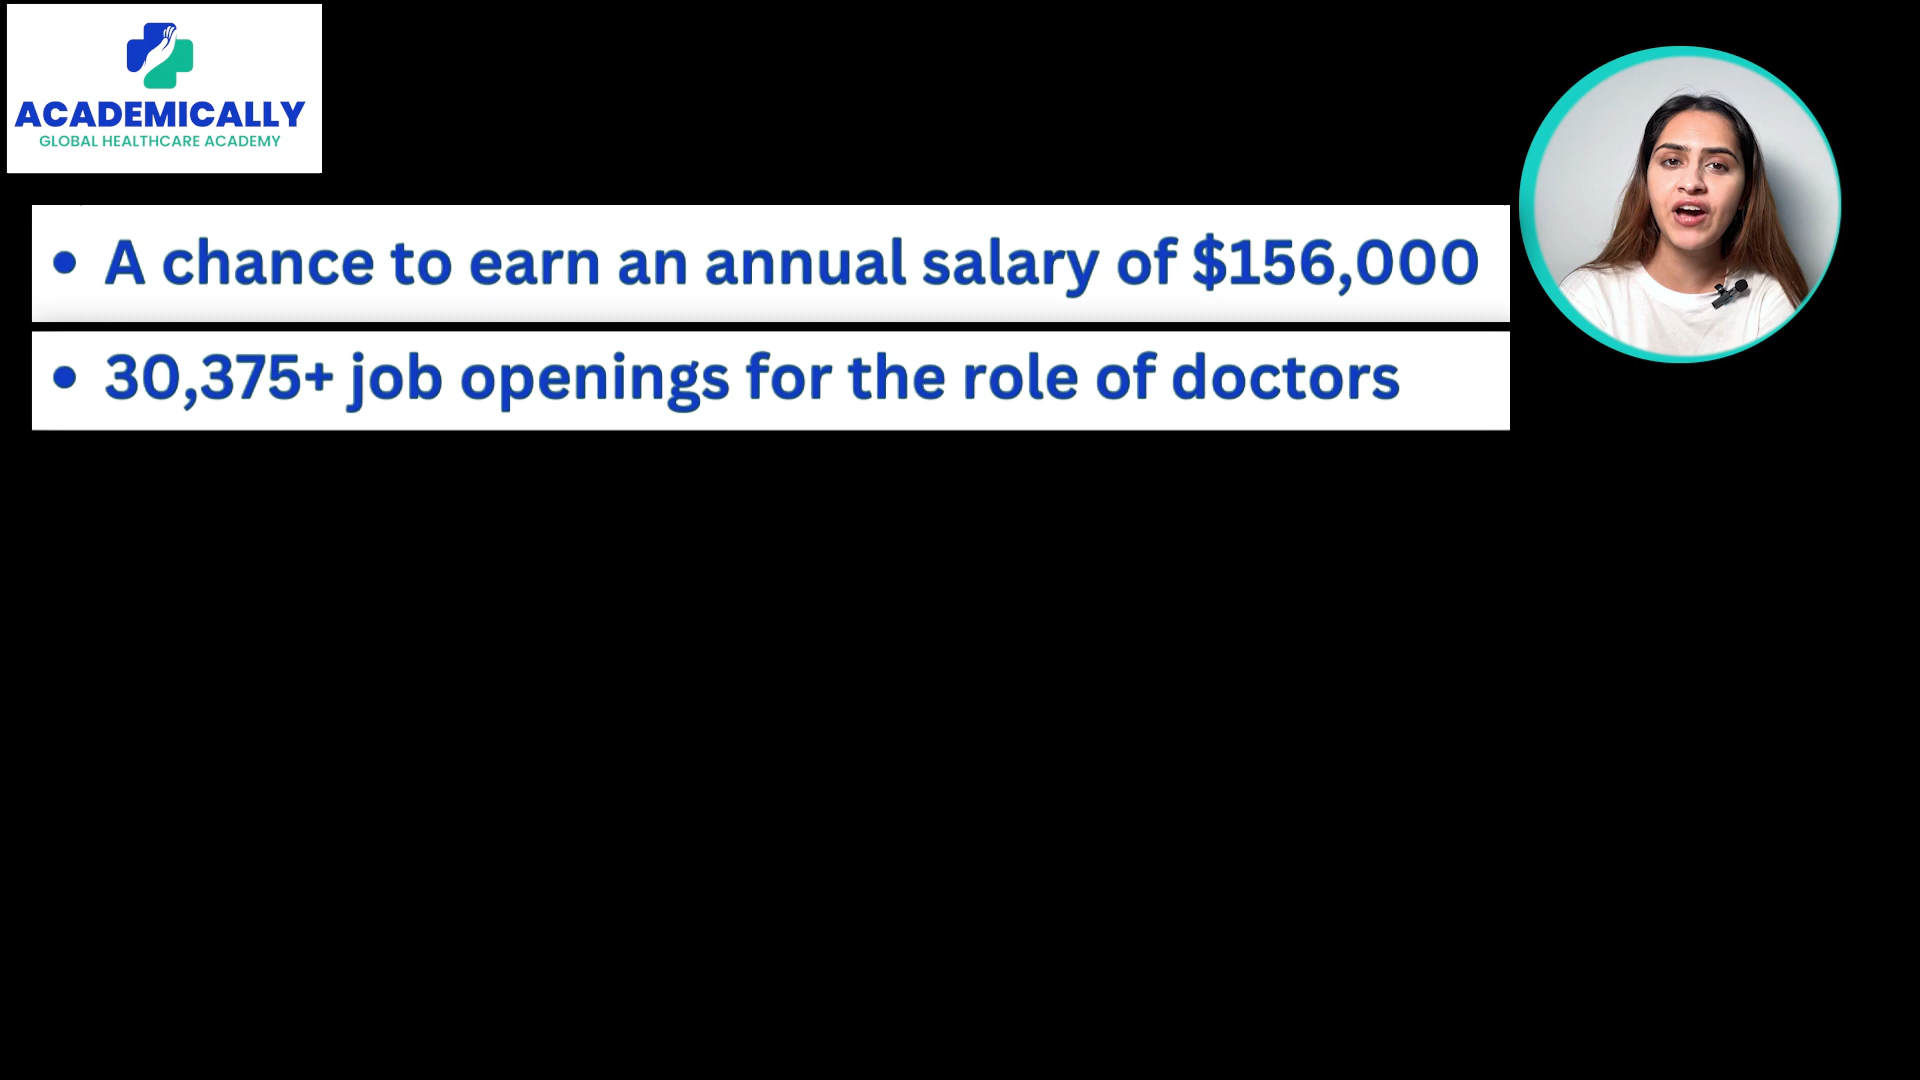 ACADEMICALLY
GLOBAL HEALTHCARE ACADEMY
• A chance to earn an annual salary of $156,000
• 30,375+ job openings for the role of doctors